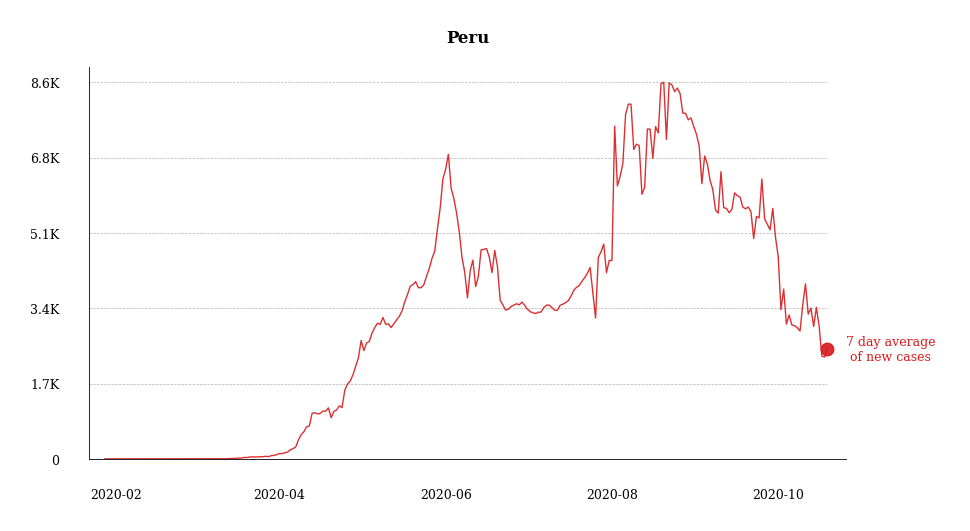 Peru
8.6K
6.8K
5.1K
3.4K
1.7K
0
7 day average
of new cases
2020-02
2020-04
2020-06
2020-08
2020-10